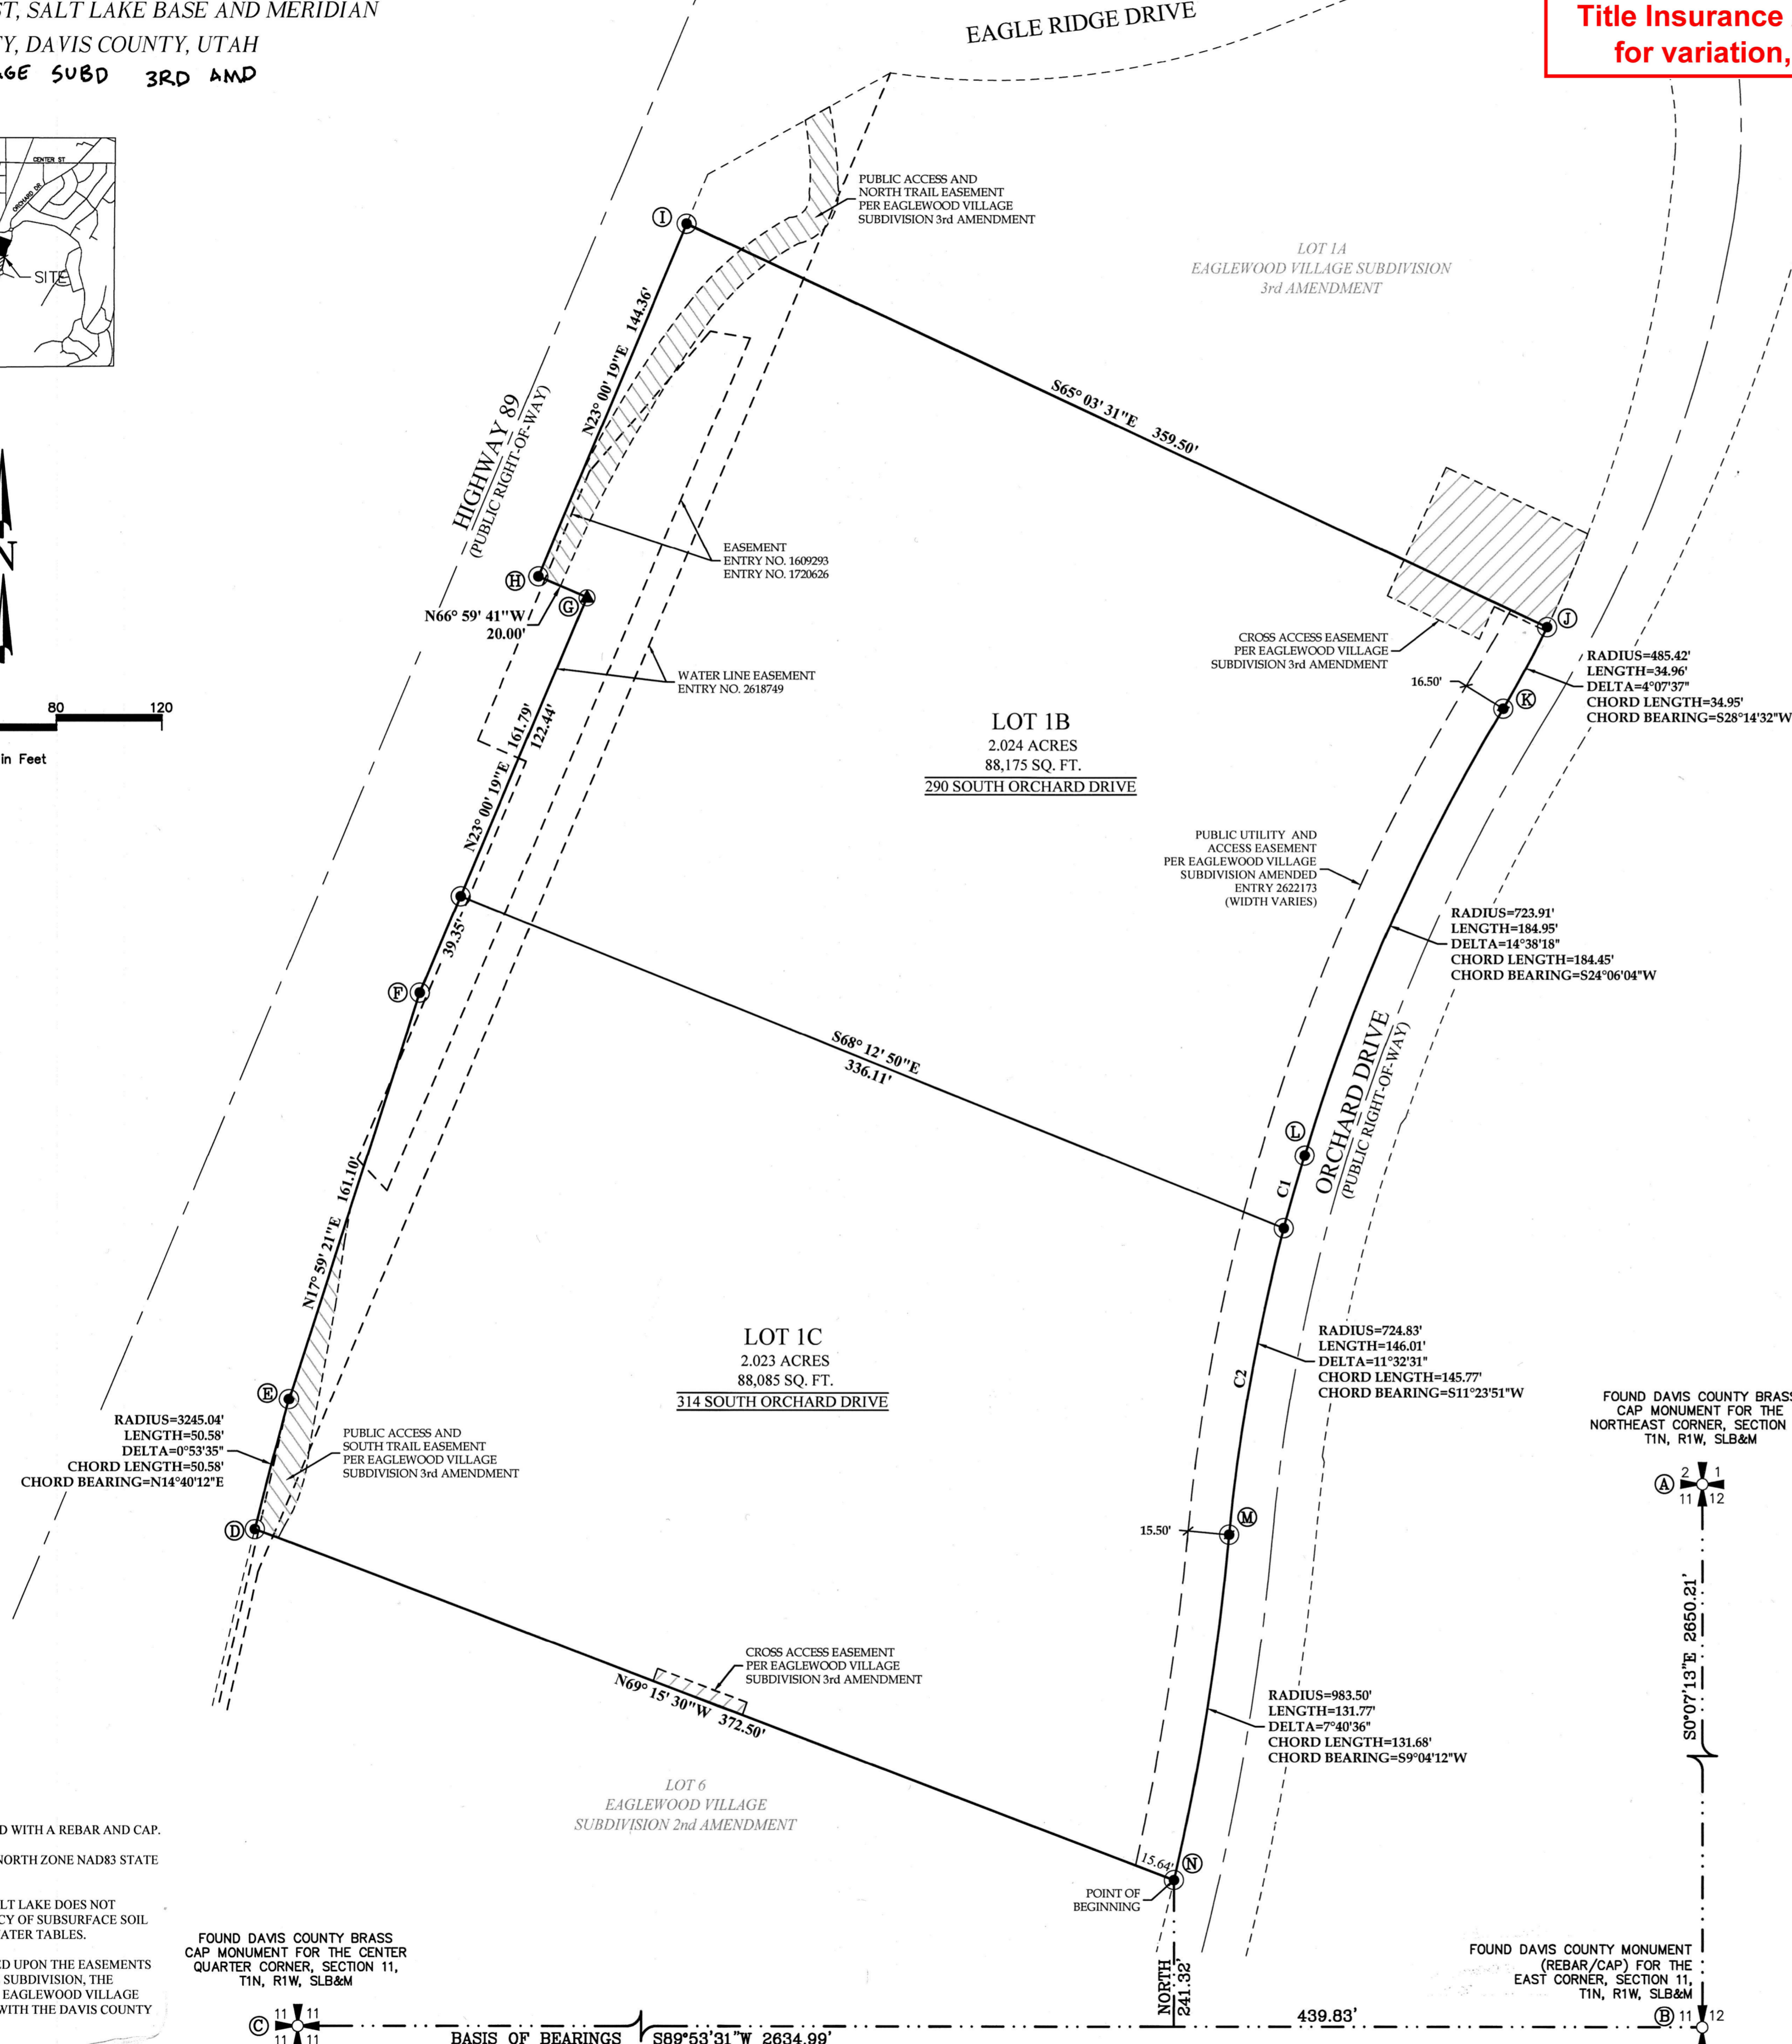 ST, SALT LAKE BASE AND MERIDIAN
TY, DAVIS COUNTY, UTAH
AGE SUBD 3RD AMD
Title Insurance
for variation,
EAGLE RIDGE DRIVE
CENTER ST
ORCHARD DR
SITE
N
80 120
in Feet
PUBLIC ACCESS AND
NORTH TRAIL EASEMENT
PER EAGLEWOOD VILLAGE
SUBDIVISION 3rd AMENDMENT
LOT 1A
EAGLEWOOD VILLAGE SUBDIVISION
3rd AMENDMENT
I
N23° 00' 19"E 144.36'
S65° 03' 31"E 359.50'
HIGHWAY 89
(PUBLIC RIGHT-OF-WAY)
EASEMENT
ENTRY NO. 1609293
ENTRY NO. 1720626
H
G
N66° 59' 41"W
20.00'
WATER LINE EASEMENT
ENTRY NO. 2618749
N23° 00' 19"E 161.79'
122.44'
39.35'
F
CROSS ACCESS EASEMENT
PER EAGLEWOOD VILLAGE
SUBDIVISION 3rd AMENDMENT
J
16.50'
K
RADIUS=485.42'
LENGTH=34.96'
DELTA=4°07'37"
CHORD LENGTH=34.95'
CHORD BEARING=S28°14'32"W
LOT 1B
2.024 ACRES
88,175 SQ. FT.
290 SOUTH ORCHARD DRIVE
PUBLIC UTILITY AND
ACCESS EASEMENT
PER EAGLEWOOD VILLAGE
SUBDIVISION AMENDED
ENTRY 2622173
(WIDTH VARIES)
RADIUS=723.91'
LENGTH=184.95'
DELTA=14°38'18"
CHORD LENGTH=184.45'
CHORD BEARING=S24°06'04"W
S68° 12' 50"E
336.11'
ORCHARD DRIVE
(PUBLIC RIGHT-OF-WAY)
L
C1
N17° 59' 21"E 161.10'
LOT 1C
2.023 ACRES
88,085 SQ. FT.
314 SOUTH ORCHARD DRIVE
C2
RADIUS=724.83'
LENGTH=146.01'
DELTA=11°32'31"
CHORD LENGTH=145.77'
CHORD BEARING=S11°23'51"W
E
RADIUS=3245.04'
LENGTH=50.58'
DELTA=0°53'35"
CHORD LENGTH=50.58'
CHORD BEARING=N14°40'12"E
PUBLIC ACCESS AND
SOUTH TRAIL EASEMENT
PER EAGLEWOOD VILLAGE
SUBDIVISION 3rd AMENDMENT
D
FOUND DAVIS COUNTY BRASS
CAP MONUMENT FOR THE
NORTHEAST CORNER, SECTION
T1N, R1W, SLB&M
A
2 1
11 12
15.50'
M
S0°07'13"E 2650.21'
CROSS ACCESS EASEMENT
PER EAGLEWOOD VILLAGE
SUBDIVISION 3rd AMENDMENT
N69° 15' 30"W 372.50'
RADIUS=983.50'
LENGTH=131.77'
DELTA=7°40'36"
CHORD LENGTH=131.68'
CHORD BEARING=S9°04'12"W
LOT 6
EAGLEWOOD VILLAGE
SUBDIVISION 2nd AMENDMENT
15.64'
N
POINT OF
BEGINNING
NORTH
241.32'
D WITH A REBAR AND CAP.
NORTH ZONE NAD83 STATE
LT LAKE DOES NOT
CY OF SUBSURFACE SOIL
ATER TABLES.
ED UPON THE EASEMENTS
SUBDIVISION, THE
EAGLEWOOD VILLAGE
WITH THE DAVIS COUNTY
FOUND DAVIS COUNTY BRASS
CAP MONUMENT FOR THE CENTER
QUARTER CORNER, SECTION 11,
T1N, R1W, SLB&M
C
11 11
11 11
BASIS OF BEARINGS S89°53'31"W 2634.99'
439.83'
FOUND DAVIS COUNTY MONUMENT
(REBAR/CAP) FOR THE
EAST CORNER, SECTION 11,
T1N, R1W, SLB&M
B
11 12